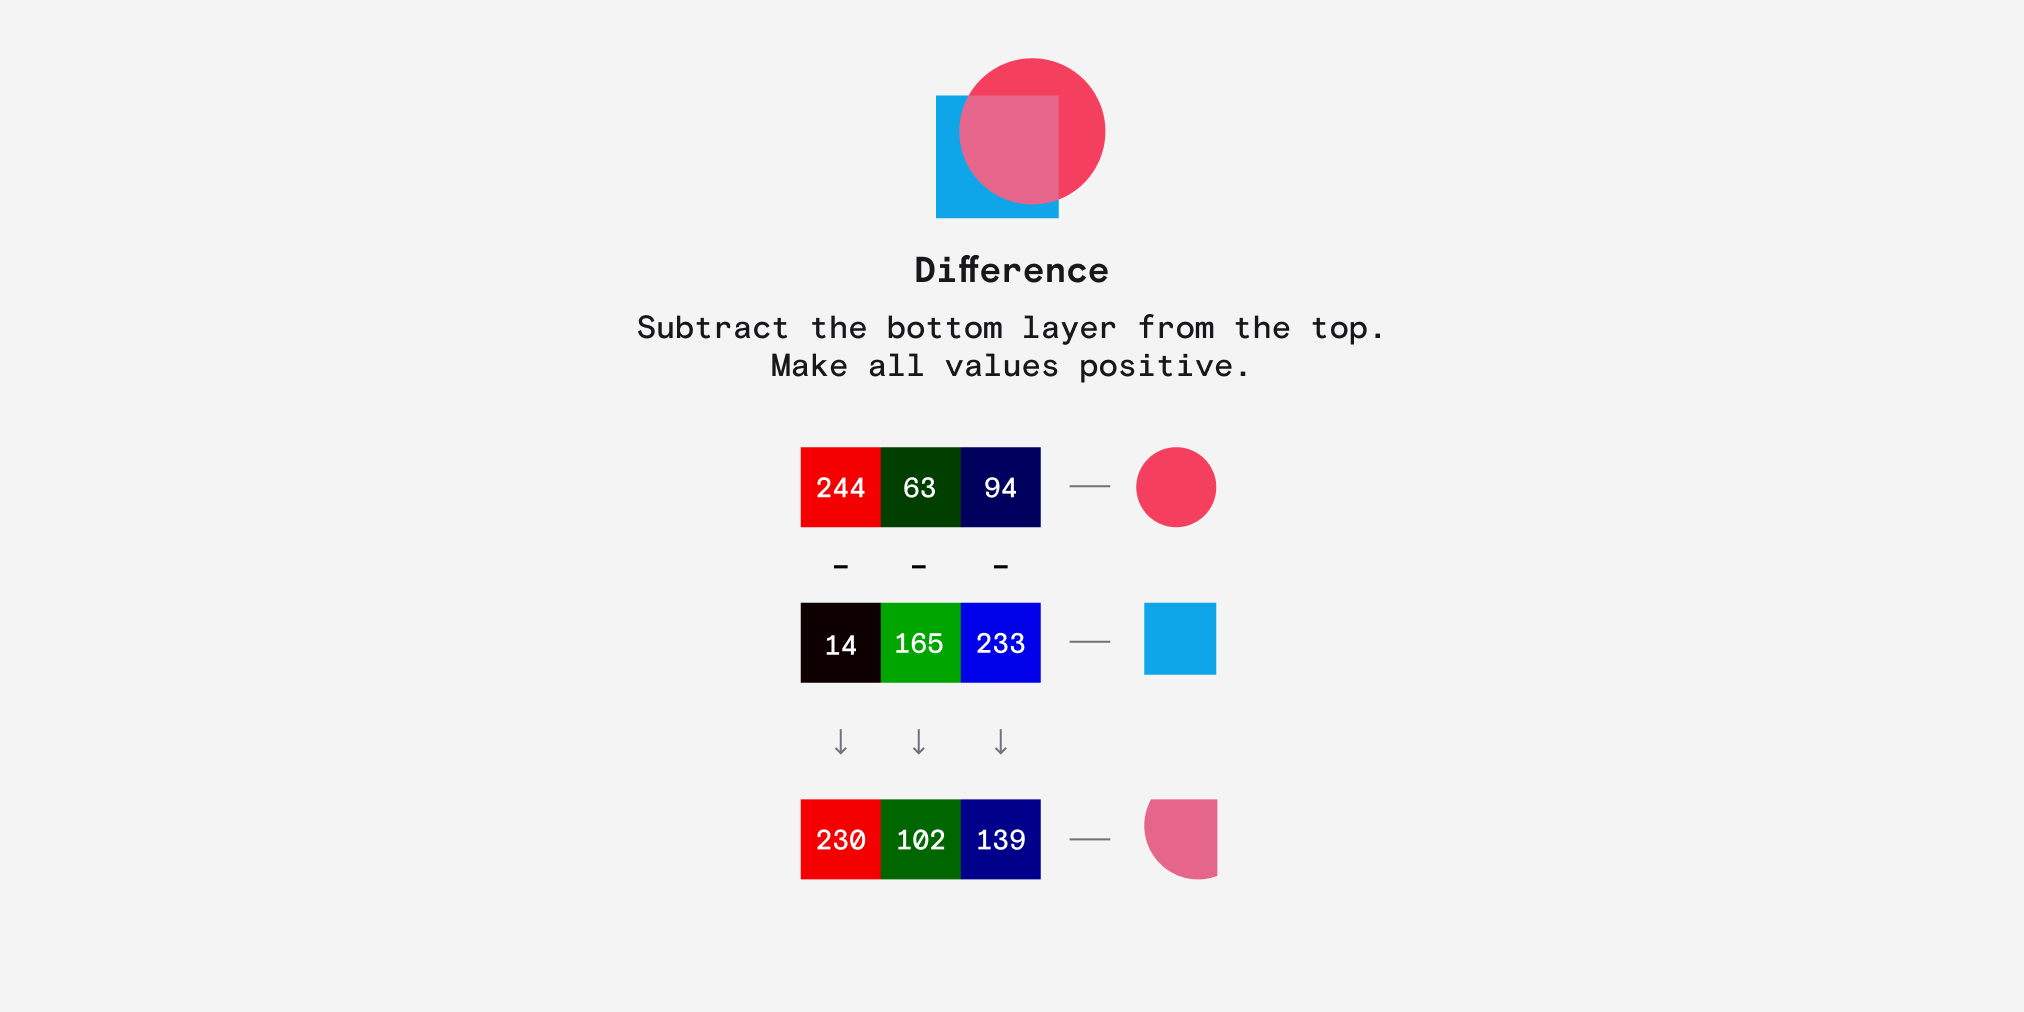 Difference
Subtract the bottom layer from the top.
Make all values positive.
244 63 94
- - -
14 165 233
↓ ↓ ↓
230 102 139